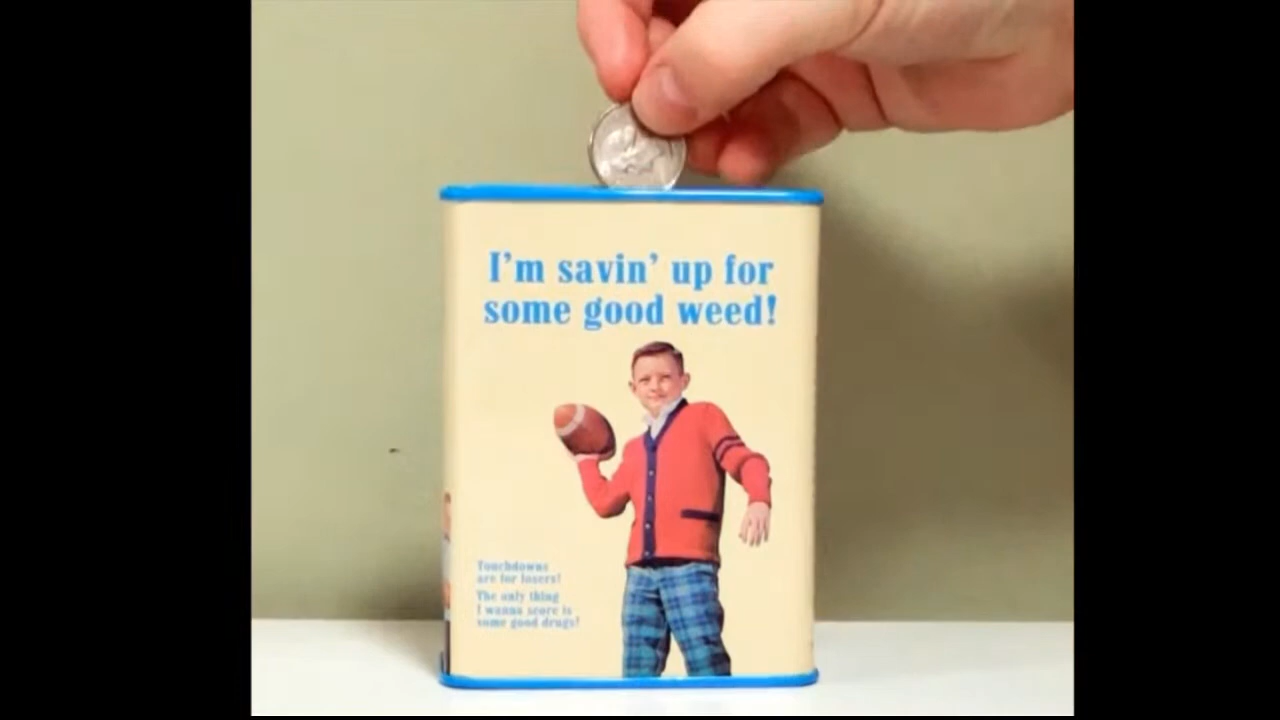 I'm savin' up for
some good weed!
Touchdowns
are for losers!
The only thing
I wanna score is
some good drugs!